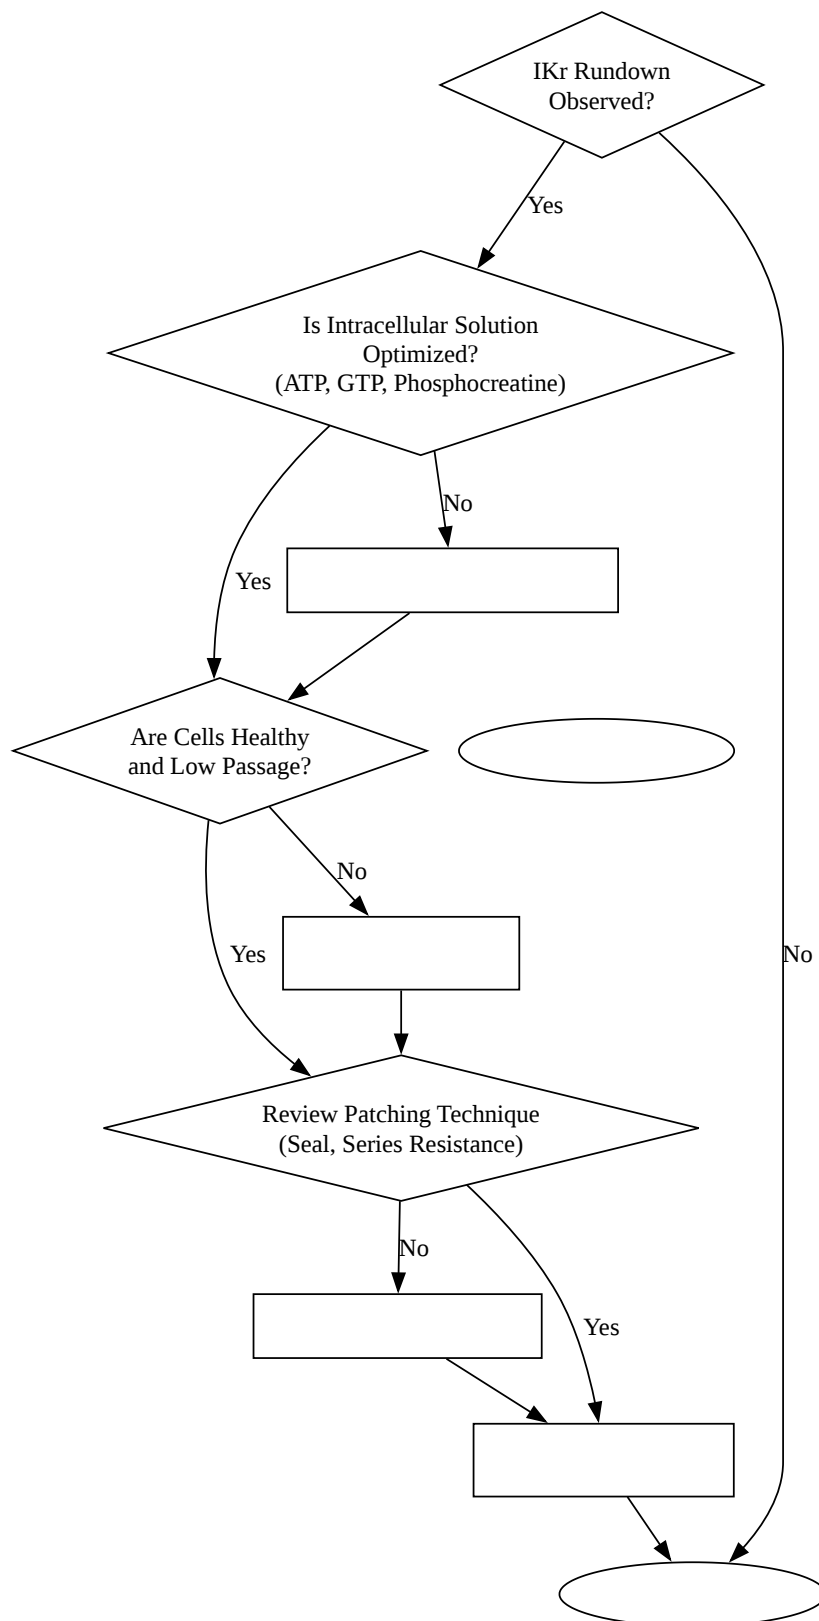 IKr Rundown
Observed?
Yes
Is Intracellular Solution
Optimized?
(ATP, GTP, Phosphocreatine)
No
Yes
Are Cells Healthy
and Low Passage?
No
Yes
No
Review Patching Technique
(Seal, Series Resistance)
No
Yes